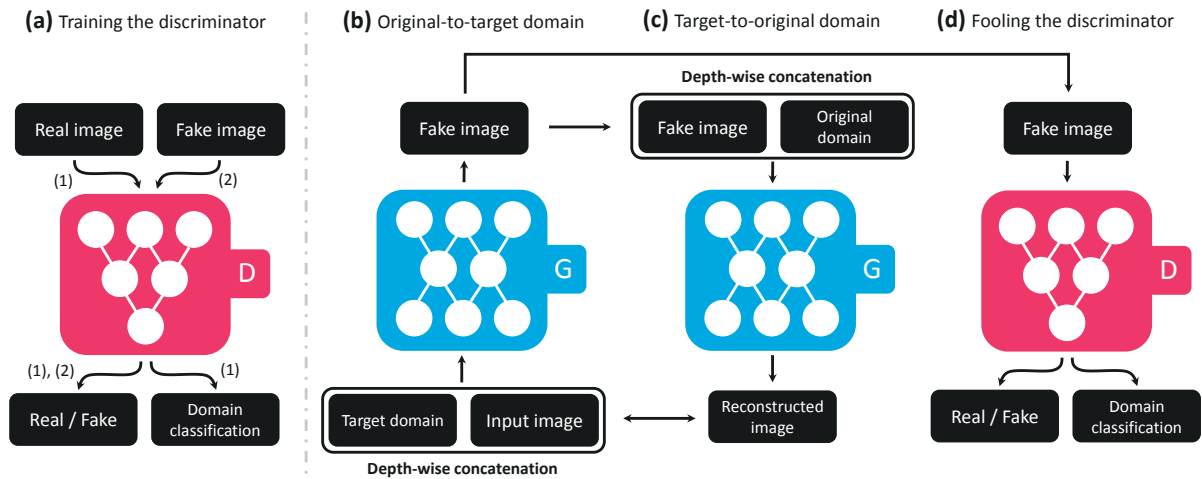 (a) Training the discriminator
Real image
Fake image
(1)
(2)
D
(1), (2)
(1)
Real / Fake
Domain
classification
(b) Original-to-target domain
Fake image
G
Target domain
Input image
Depth-wise concatenation
(c) Target-to-original domain
Depth-wise concatenation
Fake image
Original
domain
G
Reconstructed
image
(d) Fooling the discriminator
Fake image
D
Real / Fake
Domain
classification